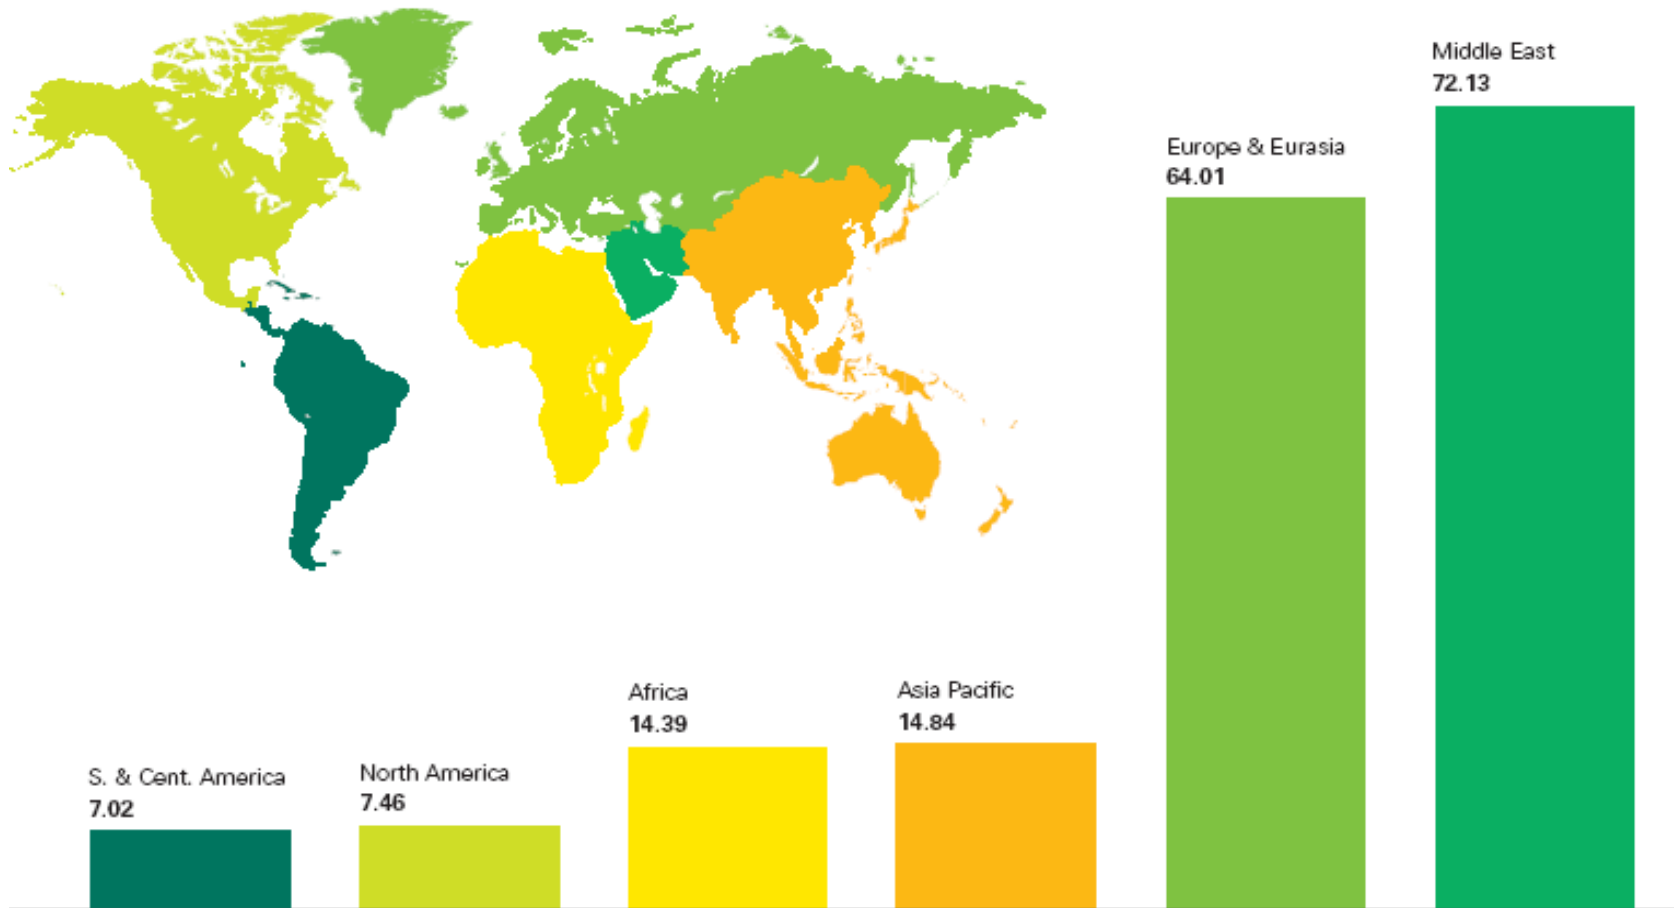 Middle East
72.13
Europe & Eurasia
64.01
Africa
14.39
Asia Pacific
14.84
S. & Cent. America
7.02
North America
7.46